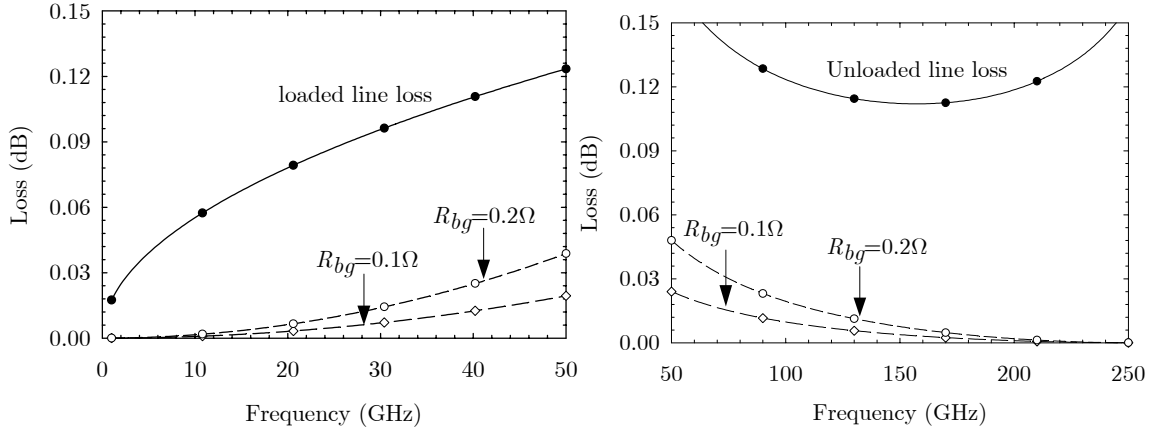 0.15
0.12
0.09
0.06
0.03
0.00
Loss (dB)
loaded line loss
R_bg=0.2Ω
R_bg=0.1Ω
0 10 20 30 40 50
Frequency (GHz)
0.15
0.12
0.09
0.06
0.03
0.00
Loss (dB)
Unloaded line loss
R_bg=0.1Ω
R_bg=0.2Ω
50 100 150 200 250
Frequency (GHz)